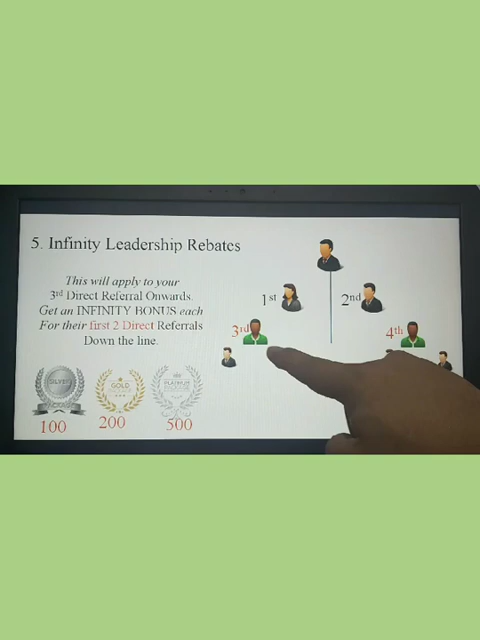 5. Infinity Leadership Rebates
This will apply to your
3rd Direct Referral Onwards.
Get an INFINITY BONUS each
For their first 2 Direct Referrals
Down the line.
1st
2nd
3rd
4th
SILVER
PACKAGE
GOLD
PLATINUM
100
200
500